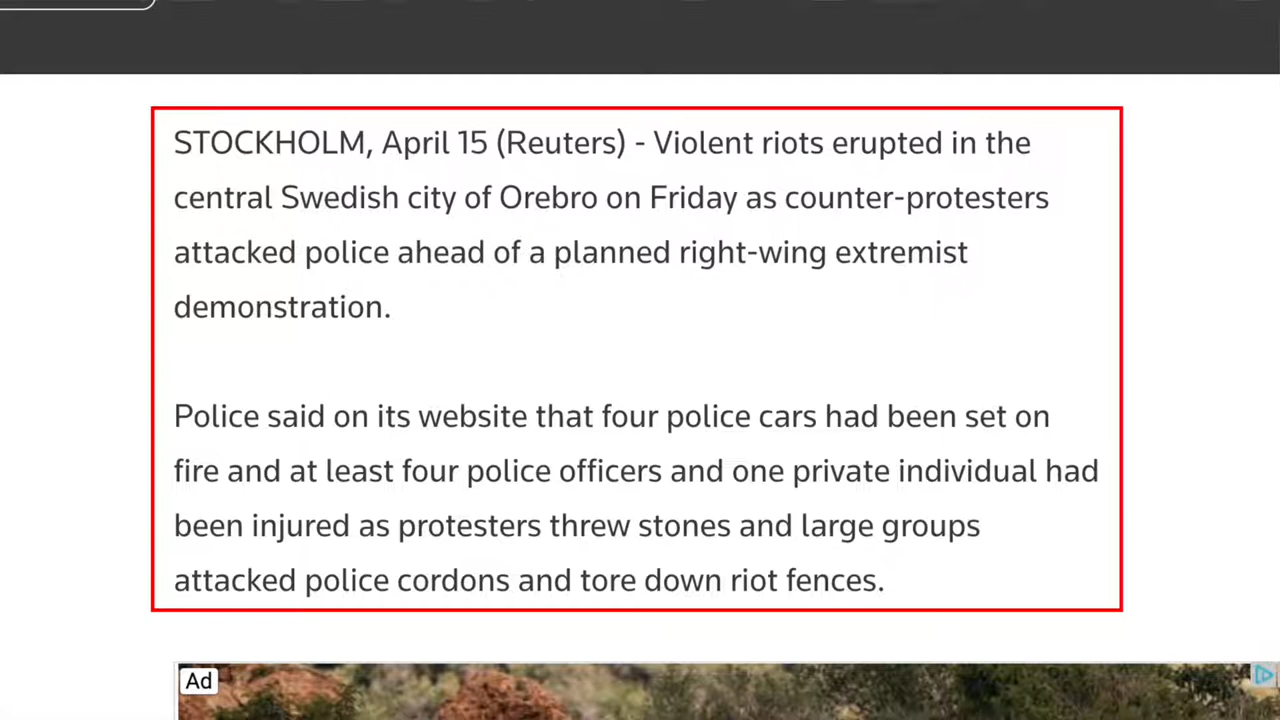 STOCKHOLM, April 15 (Reuters) - Violent riots erupted in the
central Swedish city of Orebro on Friday as counter-protesters
attacked police ahead of a planned right-wing extremist
demonstration.
Police said on its website that four police cars had been set on
fire and at least four police officers and one private individual had
been injured as protesters threw stones and large groups
attacked police cordons and tore down riot fences.
Ad